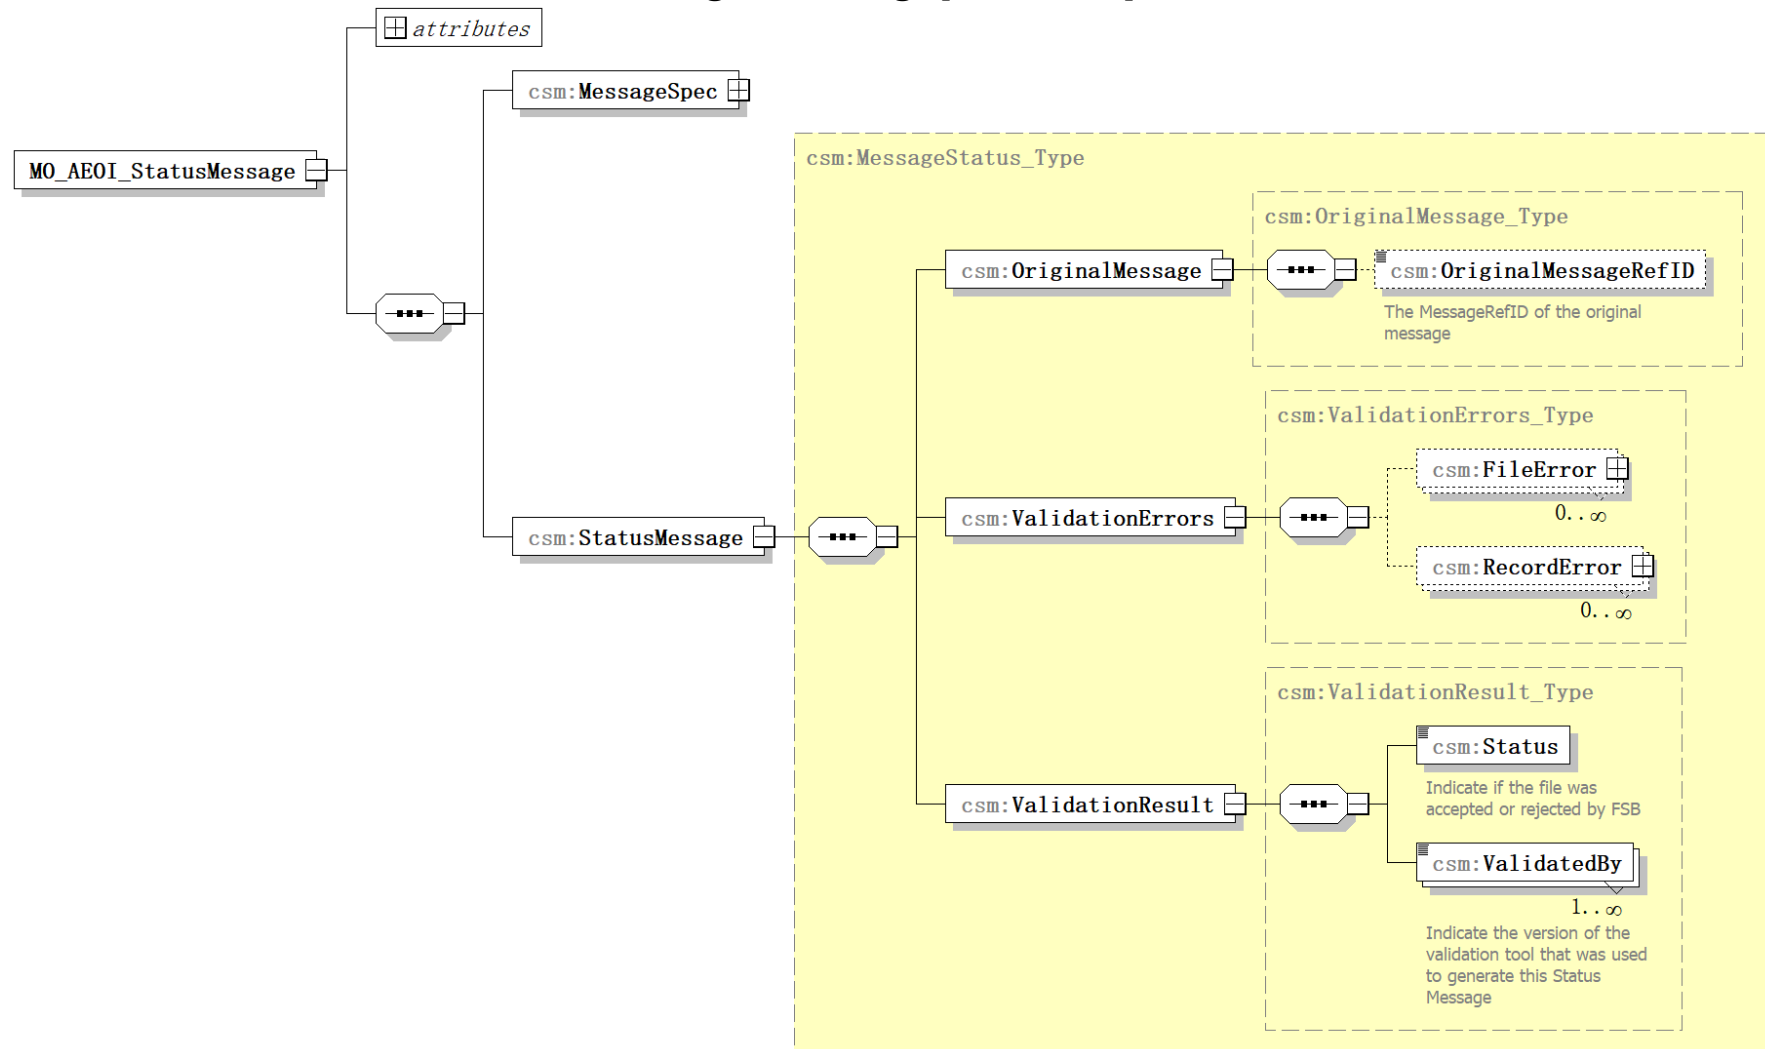 attributes
csm:MessageSpec
MO_AEOI_StatusMessage
csm:MessageStatus_Type
csm:OriginalMessage_Type
csm:OriginalMessage
csm:OriginalMessageRefID
The MessageRefID of the original
message
csm:ValidationErrors_Type
csm:FileError
0..∞
csm:ValidationErrors
csm:StatusMessage
csm:RecordError
0..∞
csm:ValidationResult_Type
csm:Status
Indicate if the file was
accepted or rejected by FSB
csm:ValidationResult
csm:ValidatedBy
1..∞
Indicate the version of the
validation tool that was used
to generate this Status
Message